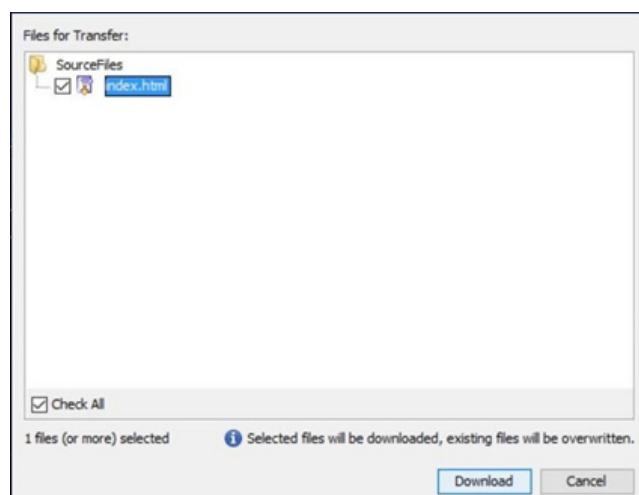 Files for Transfer:
SourceFiles
index.html
Check All
1 files (or more) selected
Selected files will be downloaded, existing files will be overwritten.
Download
Cancel